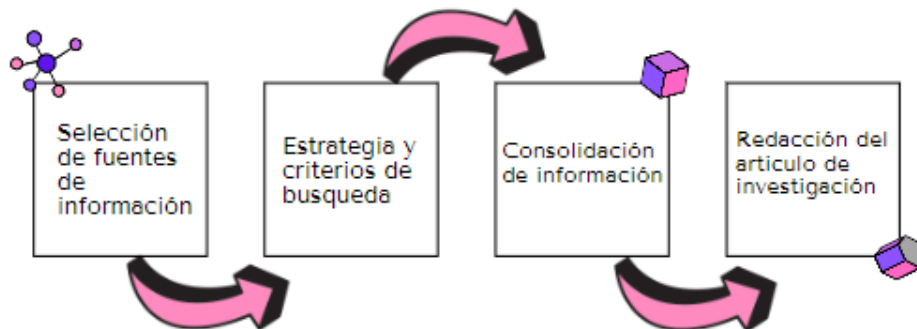 Selección
de fuentes
de
información
Estrategia y
criterios de
busqueda
Consolidación
de información
Redacción del
articulo de
investigación